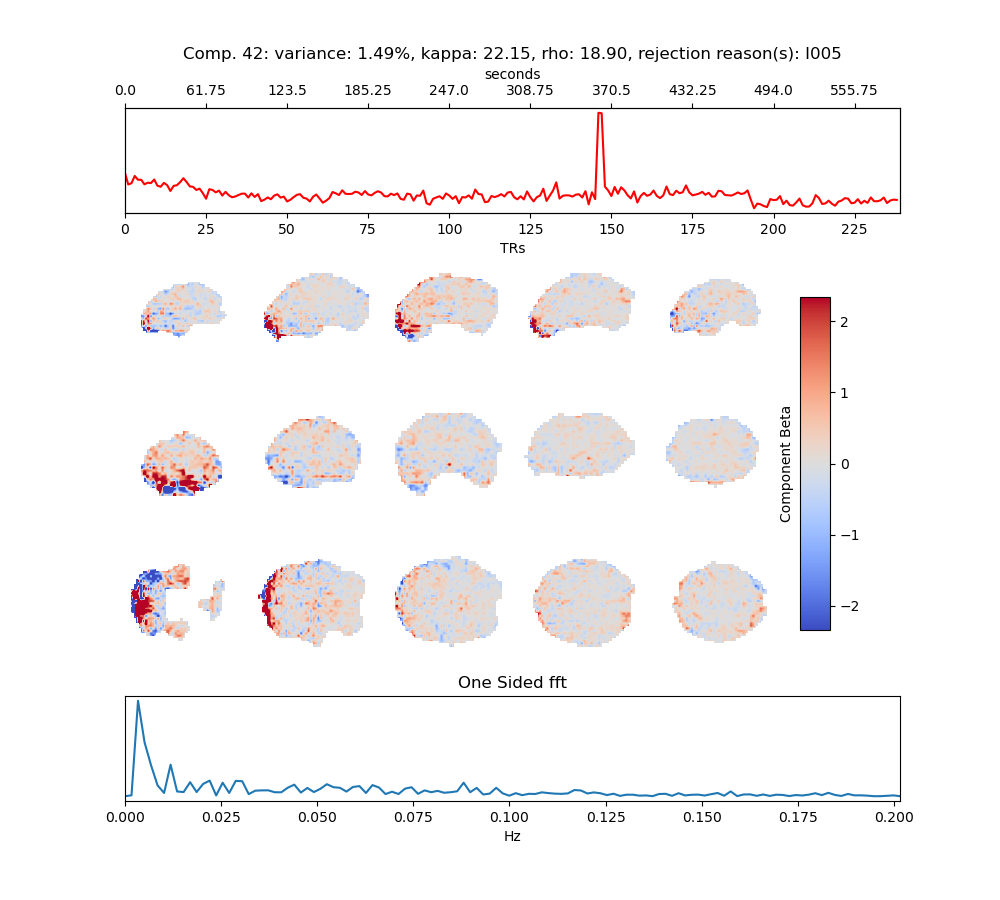 Comp. 42: variance: 1.49%, kappa: 22.15, rho: 18.90, rejection reason(s): I005
seconds
0.0 61.75 123.5 185.25 247.0 308.75 370.5 432.25 494.0 555.75
0 25 50 75 100 125 150 175 200 225
TRs
2
1
0
−1
−2
Component Beta
One Sided fft
0.000 0.025 0.050 0.075 0.100 0.125 0.150 0.175 0.200
Hz